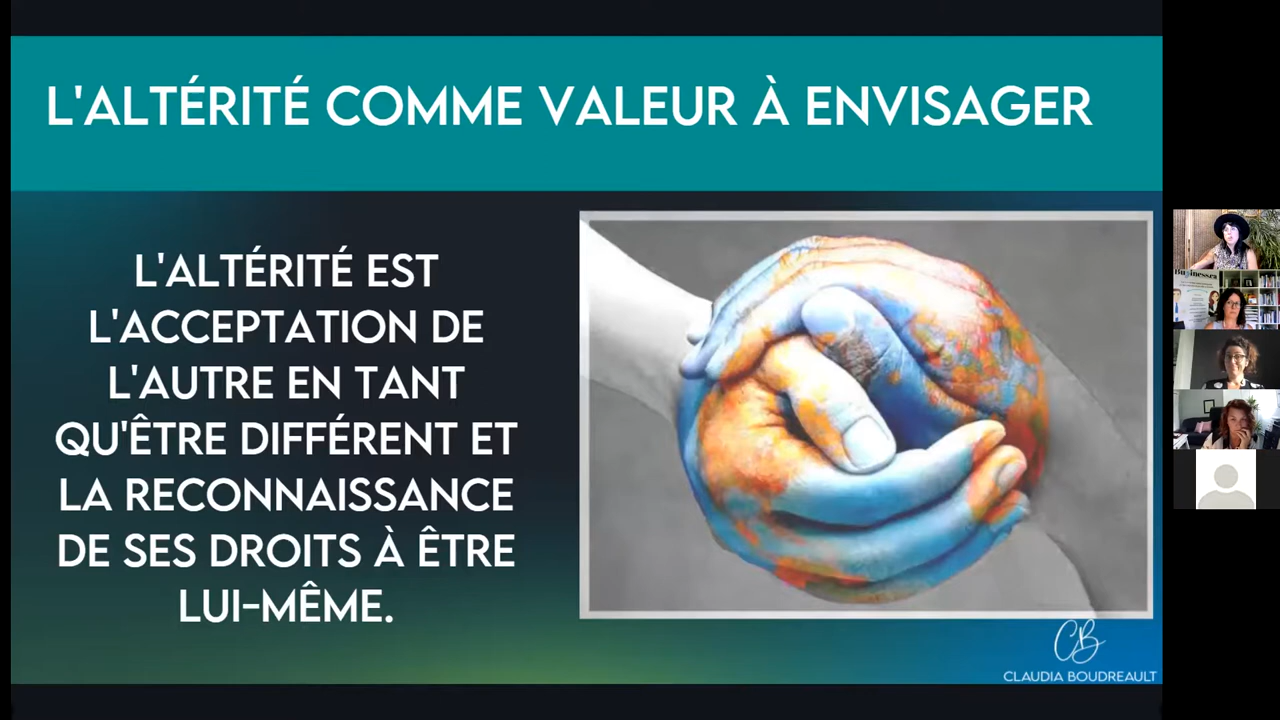 L'ALTÉRITÉ COMME VALEUR À ENVISAGER
L'ALTÉRITÉ EST
L'ACCEPTATION DE
L'AUTRE EN TANT
QU'ÊTRE DIFFÉRENT ET
LA RECONNAISSANCE
DE SES DROITS À ÊTRE
LUI-MÊME.
CB
CLAUDIA BOUDREAULT